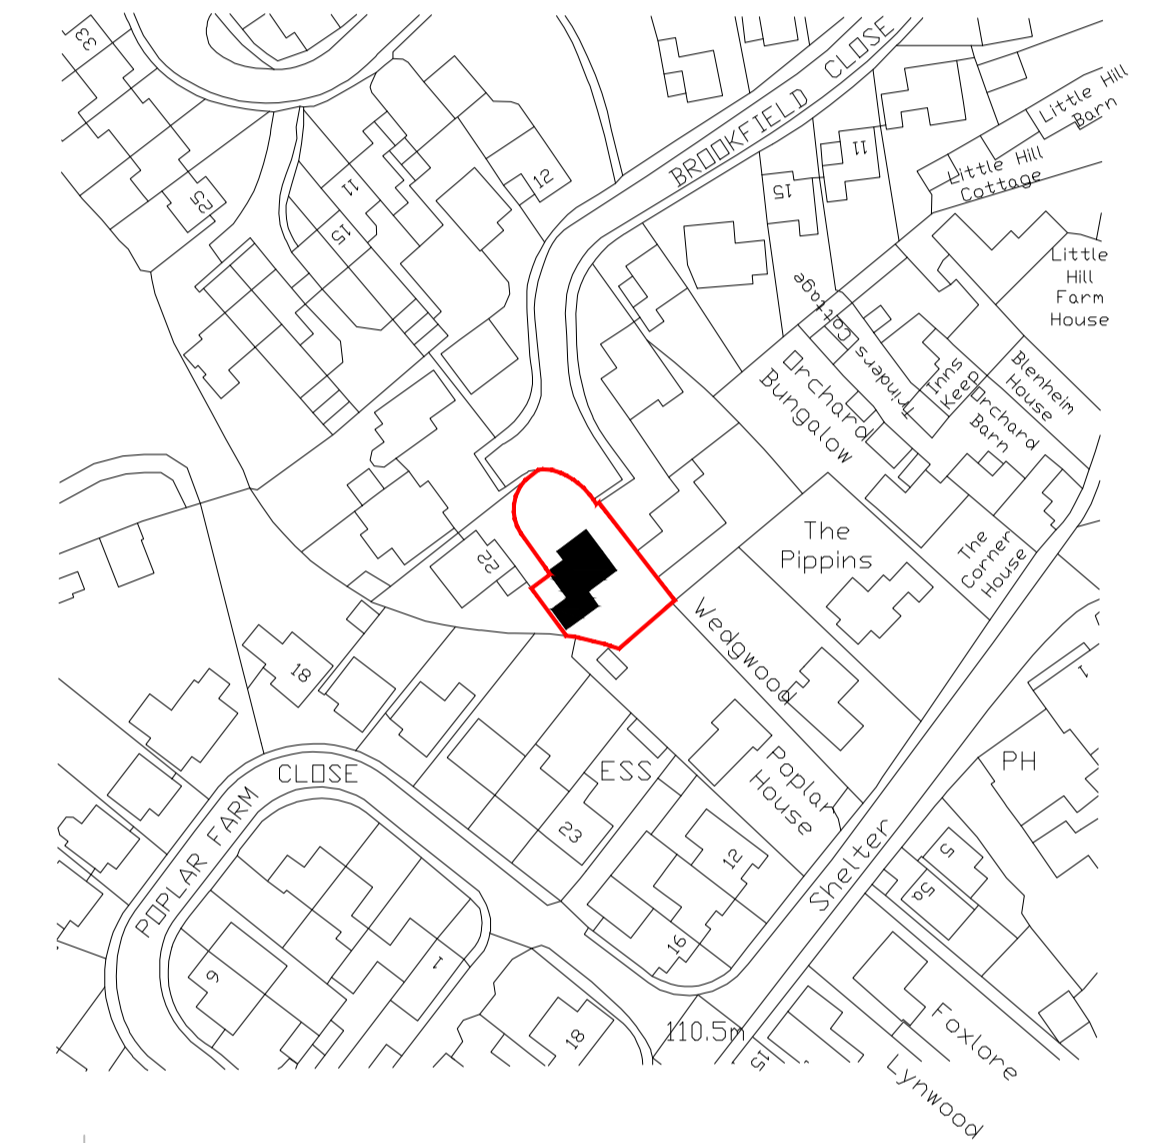 33
BROOKFIELD CLOSE
Little Hill
Barn
Little Hill
Cottage
11
15
12
11
15
25
Little
Hill
Farm
House
Trinders Cottage
Orchard
Bungalow
Inns
Keep
Blenheim
House
Orchard
Barn
The
Pippins
The
Corner
House
22
Wedgwood
18
1
PH
CLOSE
POPLAR FARM
ESS
Poplar
House
23
12
16
Shelter
5
5a
9
1
18
110.5m
15
Foxlore
Lynwood